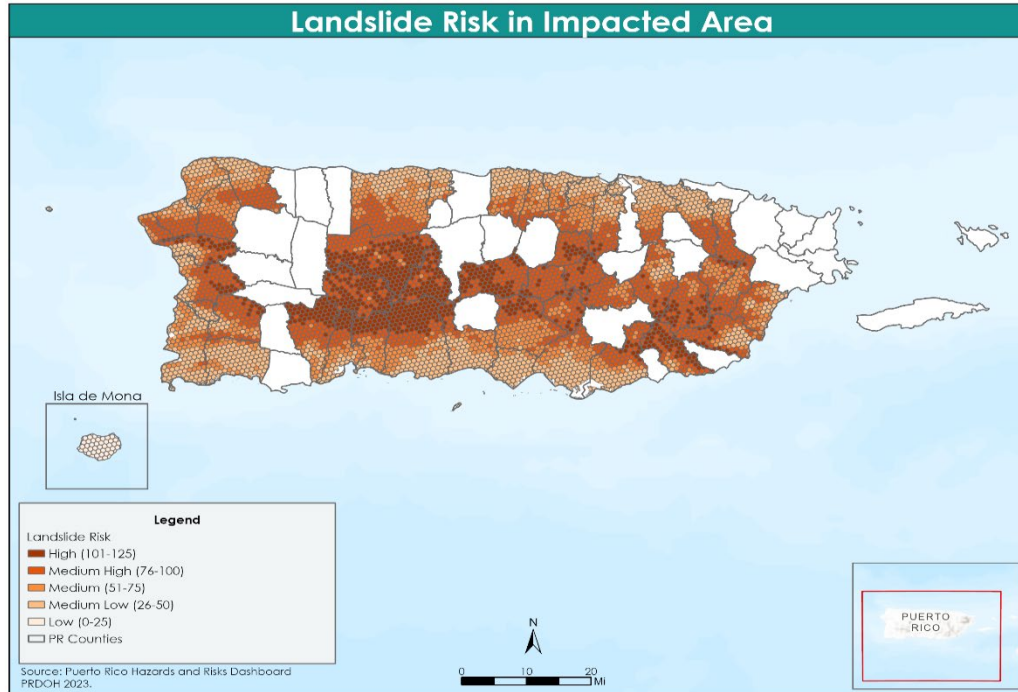 Landslide Risk in Impacted Area
Isla de Mona
Legend
Landslide Risk
High (101-125)
Medium High (76-100)
Medium (51-75)
Medium Low (26-50)
Low (0-25)
PR Counties
Source: Puerto Rico Hazards and Risks Dashboard
PRDOH 2023.
N
0 10 20
Mi
PUERTO
RICO